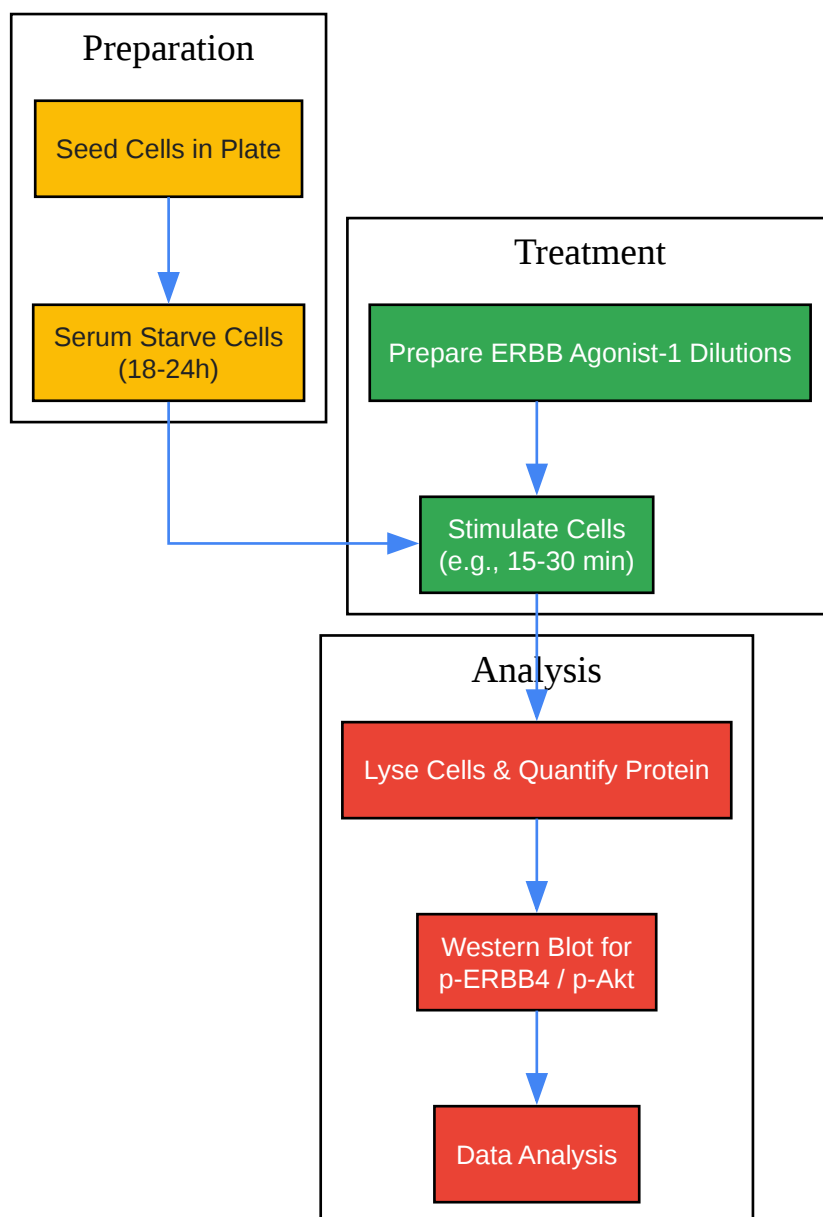 Preparation
Seed Cells in Plate
Serum Starve Cells
(18-24h)
Treatment
Prepare ERBB Agonist-1 Dilutions
Stimulate Cells
(e.g., 15-30 min)
Analysis
Lyse Cells & Quantify Protein
Western Blot for
p-ERBB4 / p-Akt
Data Analysis